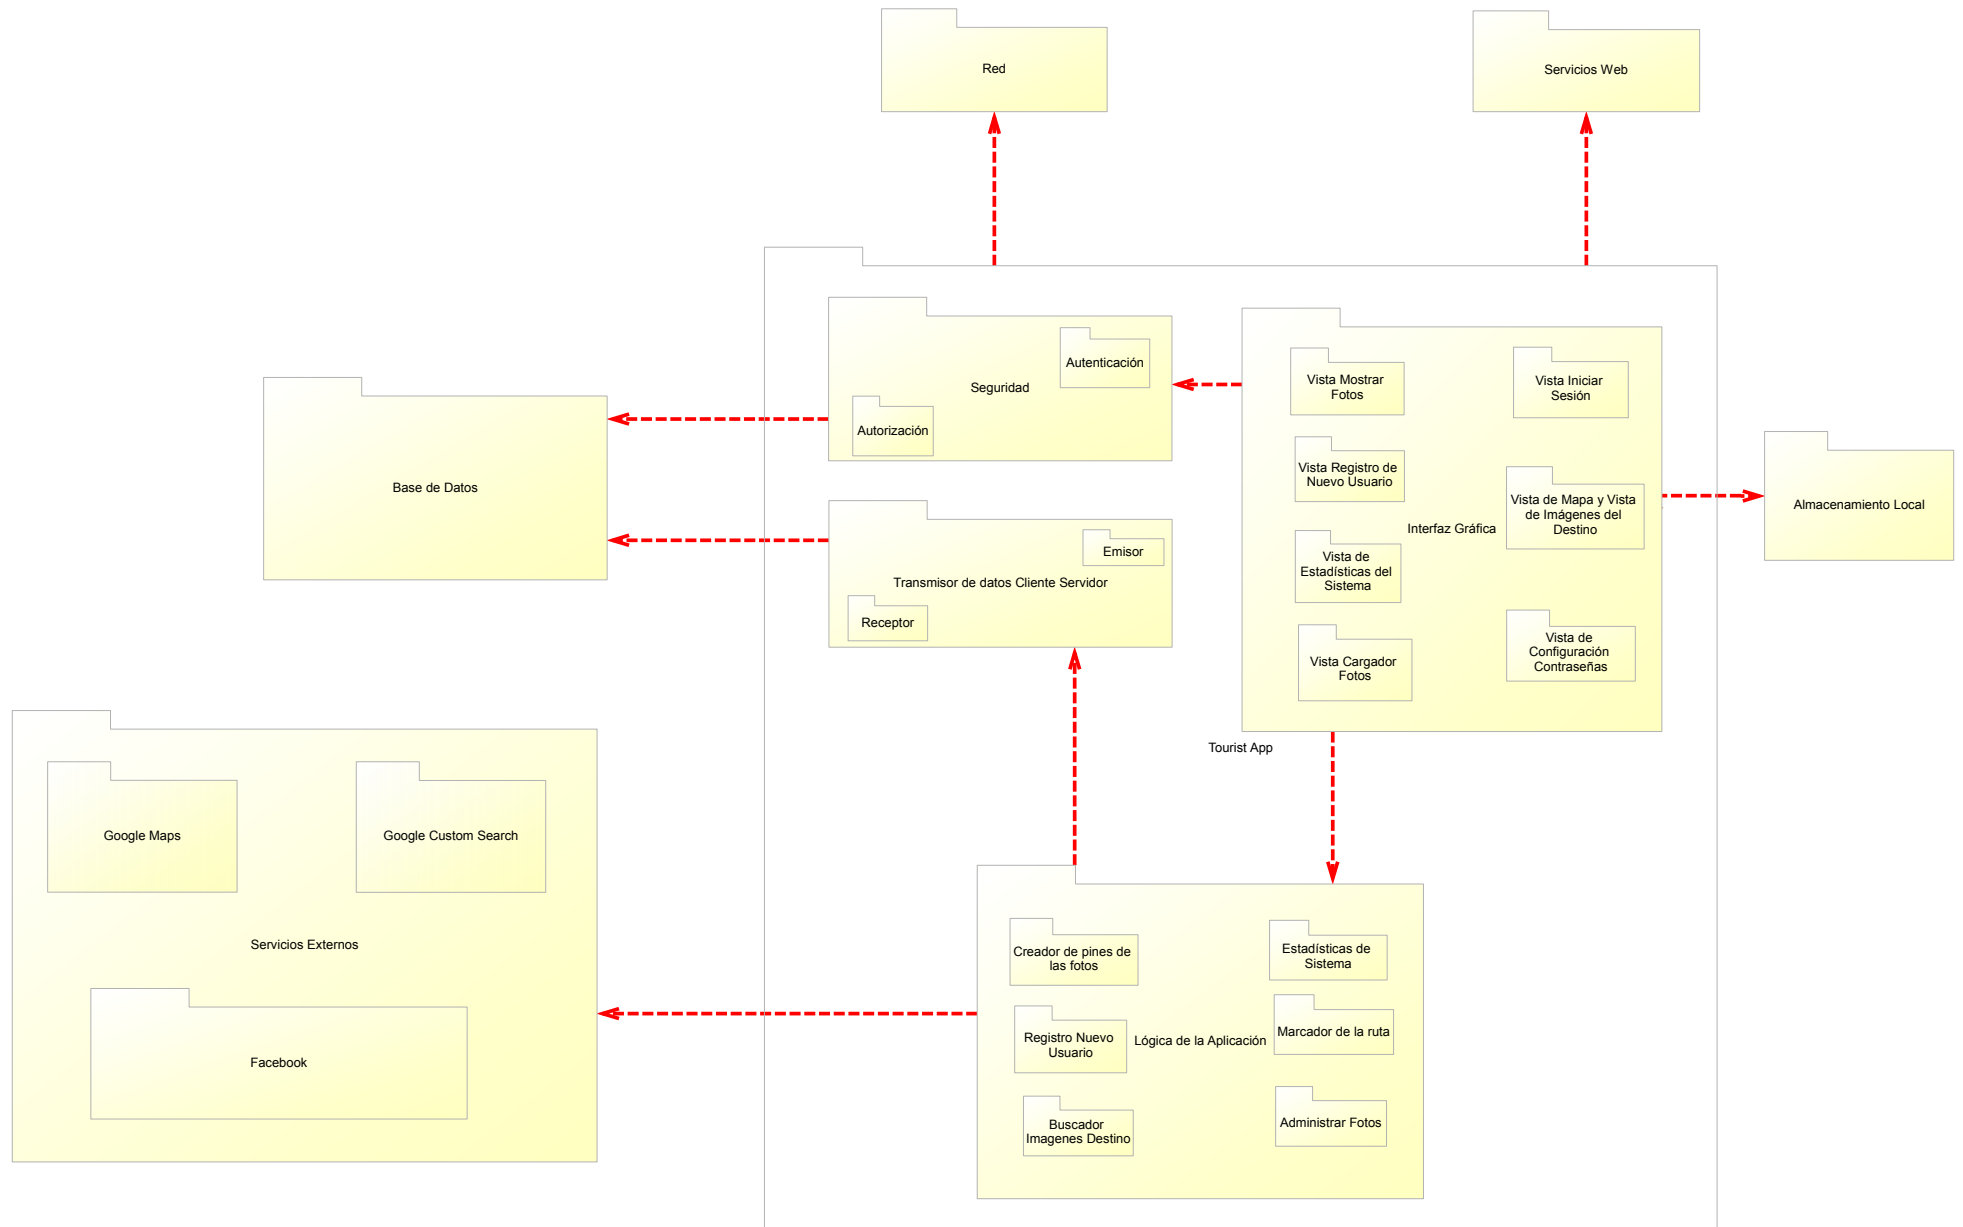 Red
Servicios Web
Seguridad
Autenticación
Autorización
Base de Datos
Transmisor de datos Cliente Servidor
Emisor
Receptor
Vista Mostrar
Fotos
Vista Iniciar
Sesión
Vista Registro de
Nuevo Usuario
Vista de Mapa y Vista
de Imágenes del
Destino
Interfaz Gráfica
Vista de
Estadísticas del
Sistema
Vista Cargador
Fotos
Vista de
Configuración
Contraseñas
Almacenamiento Local
Tourist App
Google Maps
Google Custom Search
Servicios Externos
Facebook
Creador de pines de
las fotos
Estadísticas de
Sistema
Registro Nuevo
Usuario
Lógica de la Aplicación
Marcador de la ruta
Buscador
Imagenes Destino
Administrar Fotos